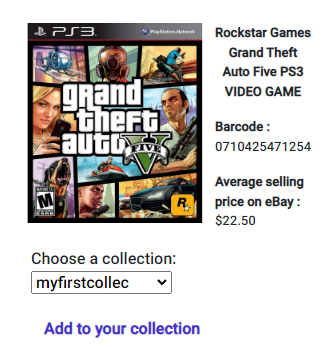 PS3
PlayStation Network
grand
theft
auto V
FIVE
MATURE 17+
M
ESRB
R
Rockstar Games
Grand Theft
Auto Five PS3
VIDEO GAME
Barcode :
0710425471254
Average selling
price on eBay :
$22.50
Choose a collection:
myfirstcollec
Add to your collection